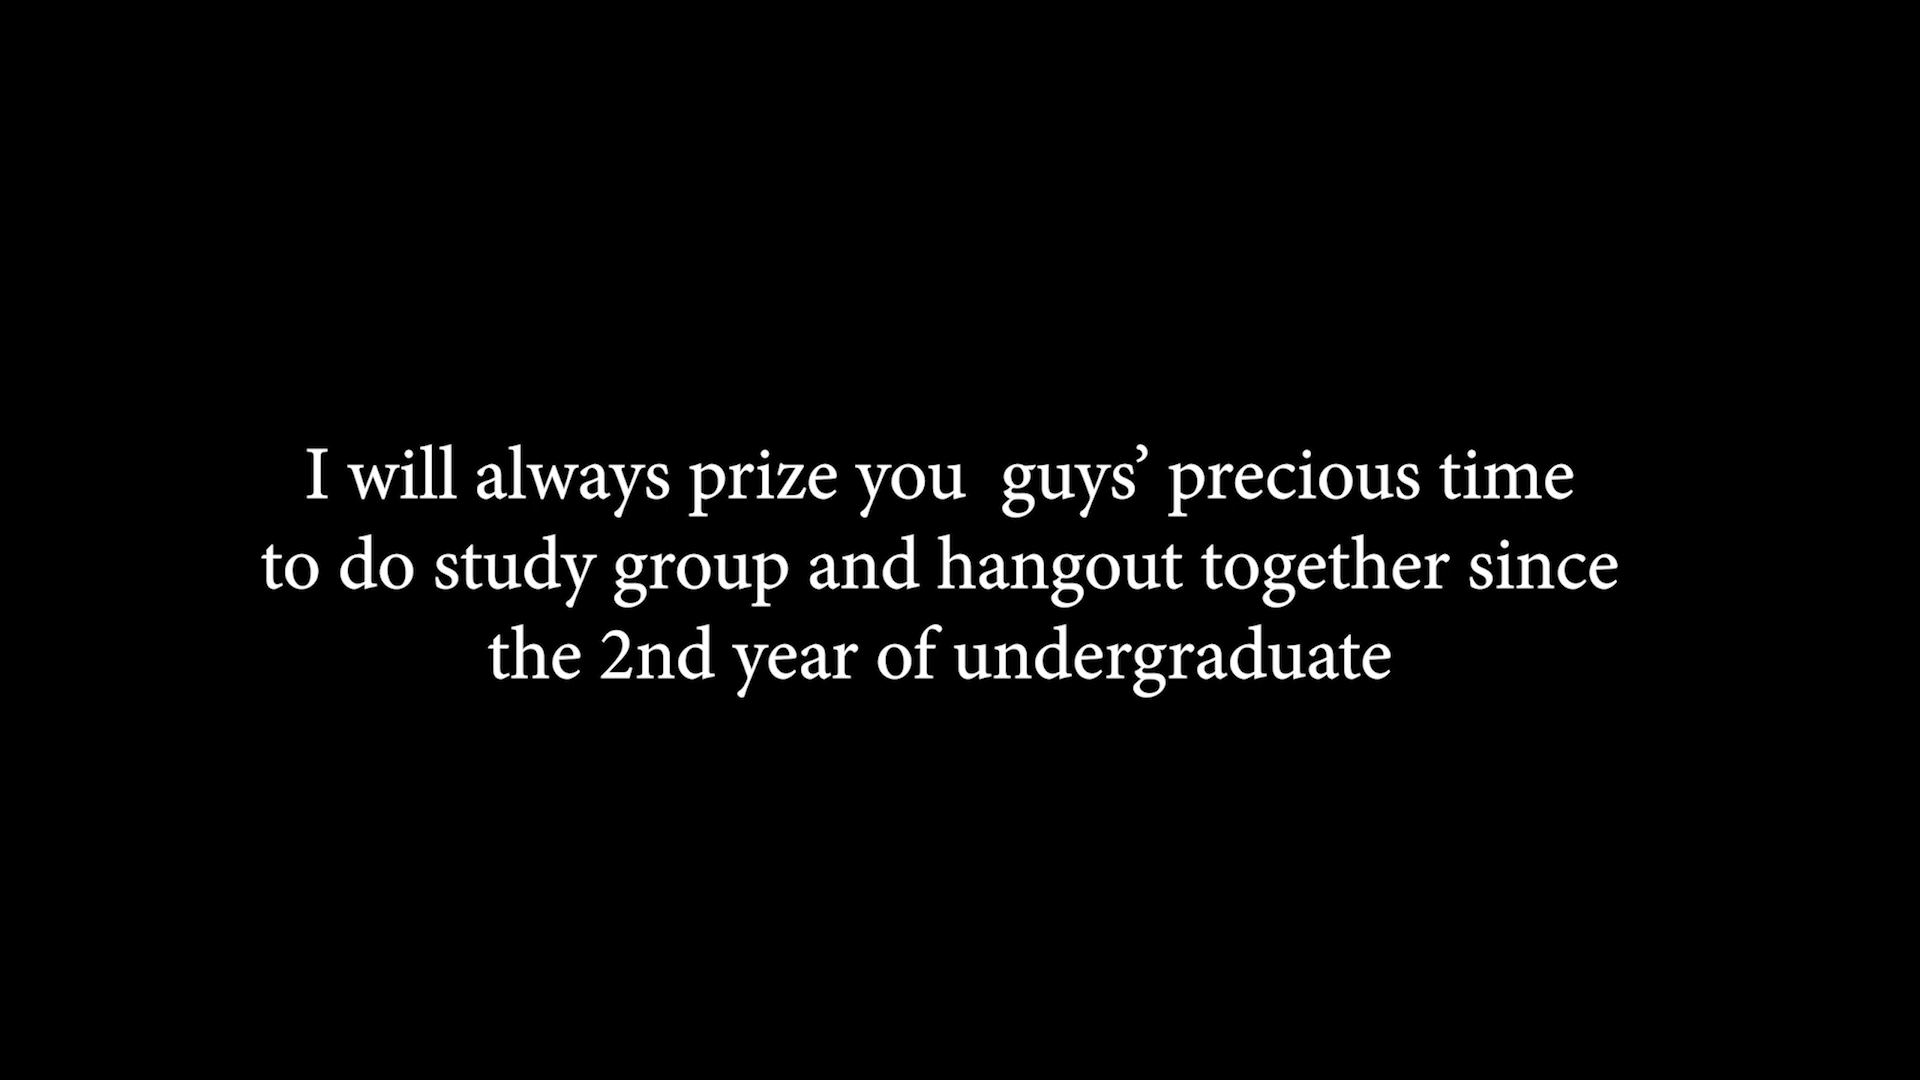 I will always prize you  guys’ precious time
to do study group and hangout together since
the 2nd year of undergraduate